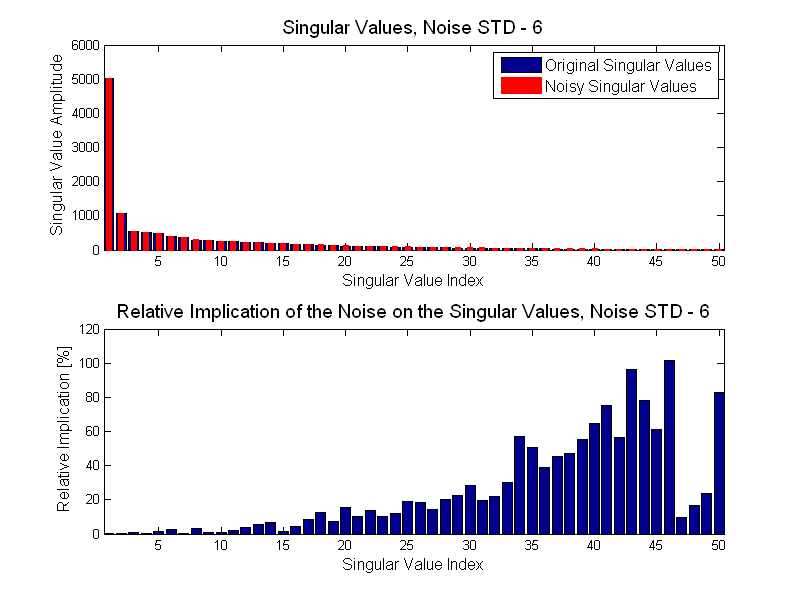 Singular Values, Noise STD - 6
6000
5000
4000
3000
2000
1000
0
Singular Value Amplitude
Original Singular Values
Noisy Singular Values
5 10 15 20 25 30 35 40 45 50
Singular Value Index
Relative Implication of the Noise on the Singular Values, Noise STD - 6
120
100
80
60
40
20
0
Relative Implication [%]
5 10 15 20 25 30 35 40 45 50
Singular Value Index